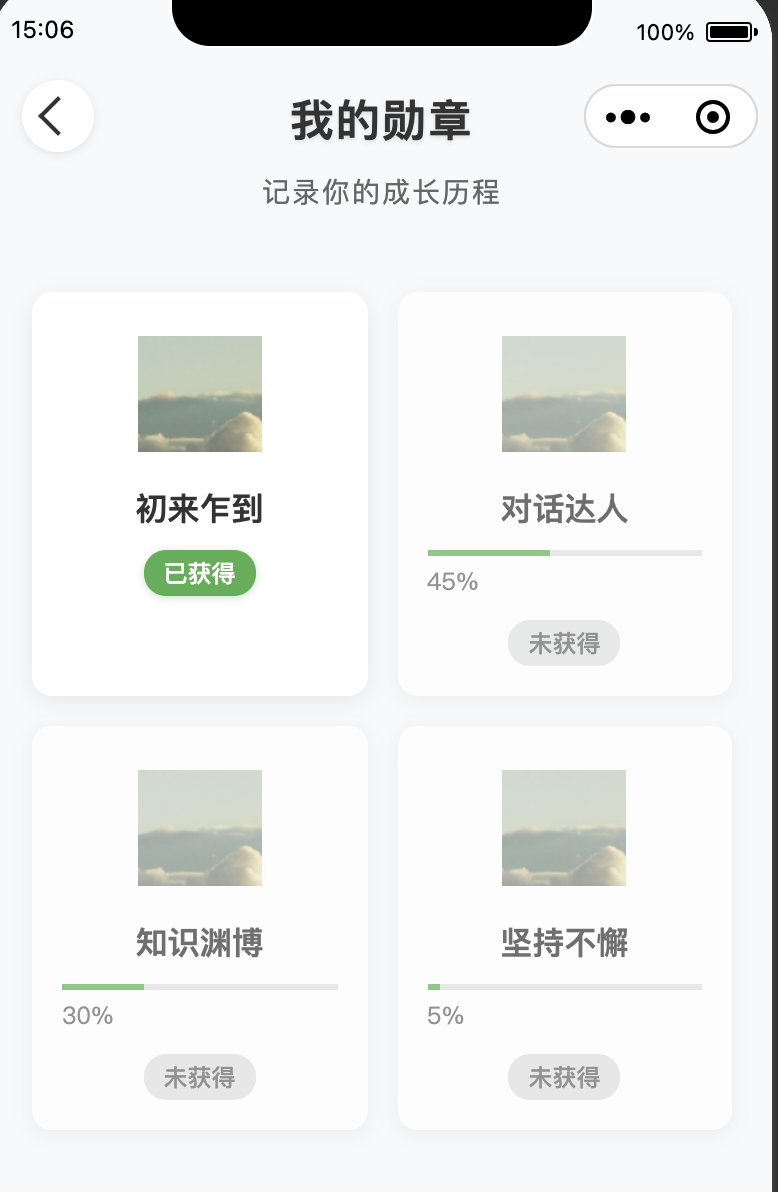 15:06
100%
我的勋章
记录你的成长历程
初来乍到
已获得
对话达人
45%
未获得
知识渊博
30%
未获得
坚持不懈
5%
未获得